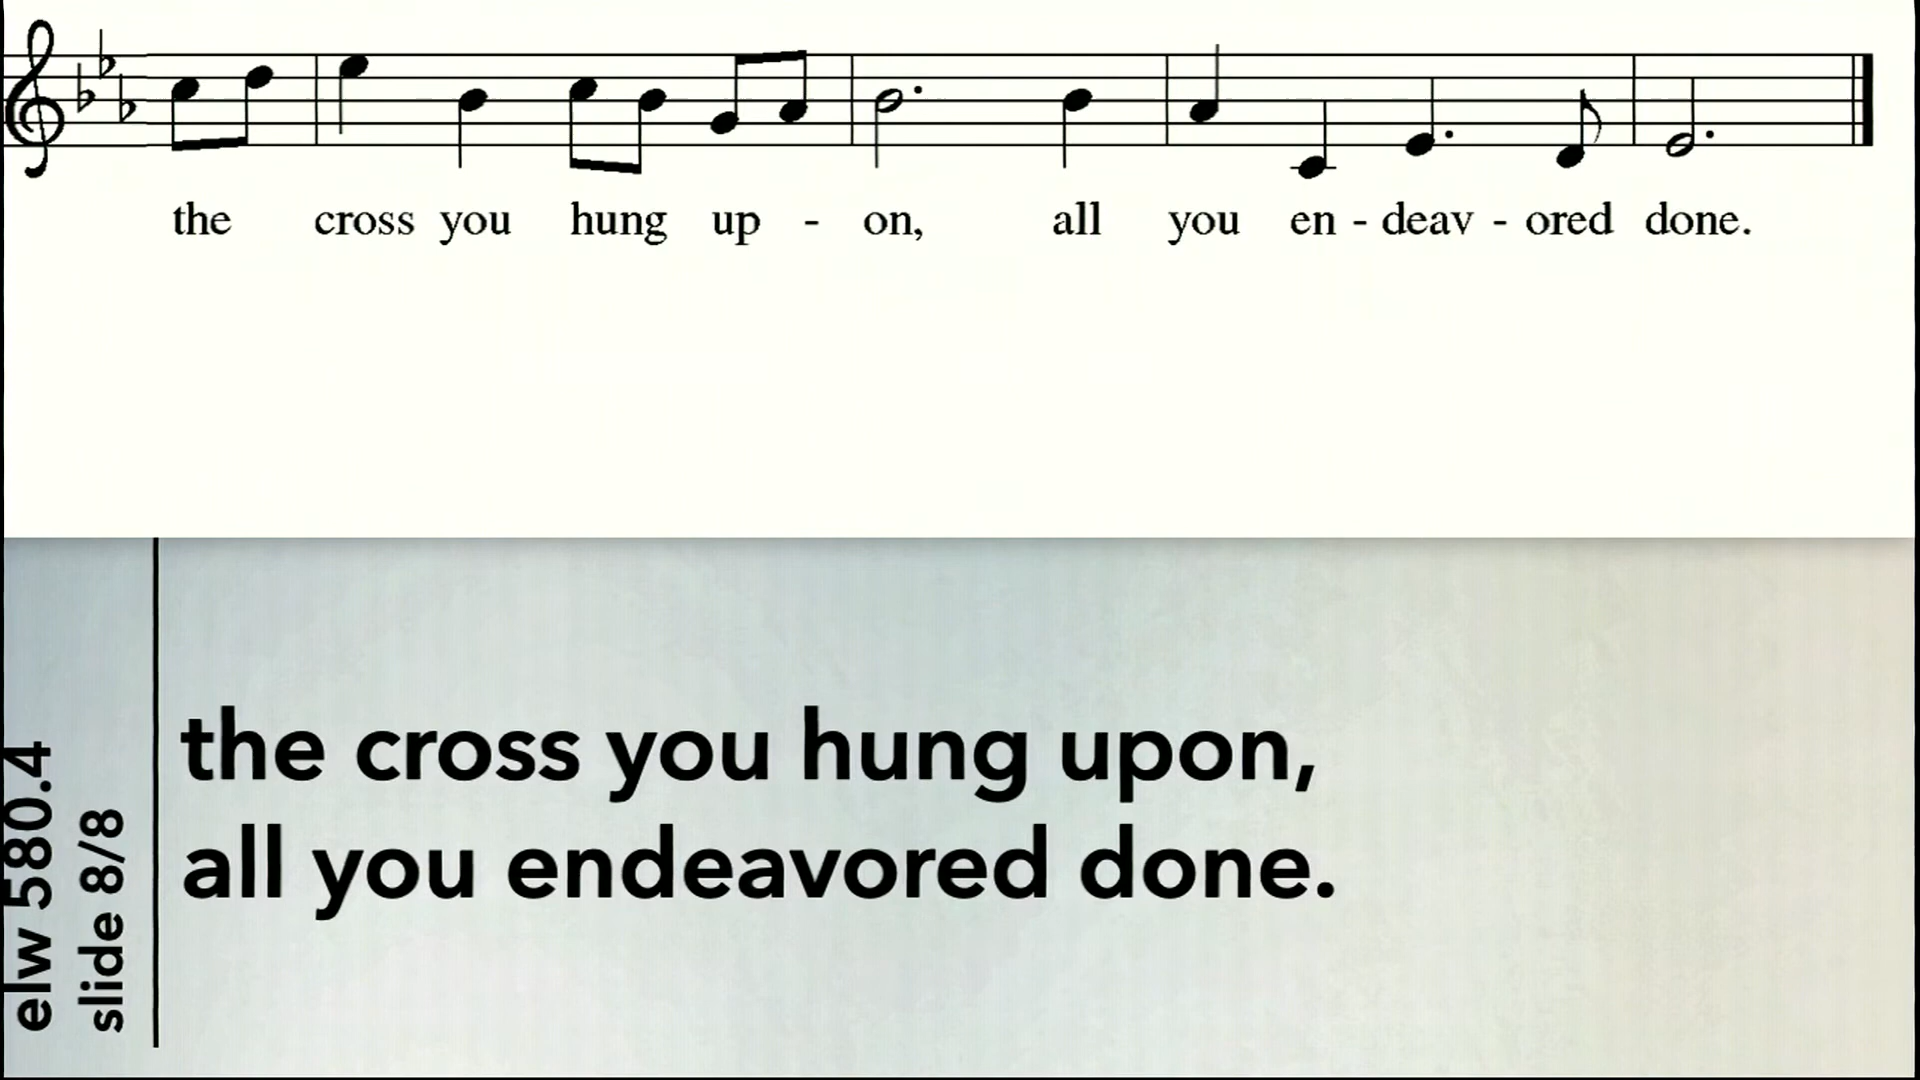 the cross you hung up - on, all you en - deav - ored done.
elw 580.4
slide 8/8
the cross you hung upon,
all you endeavored done.